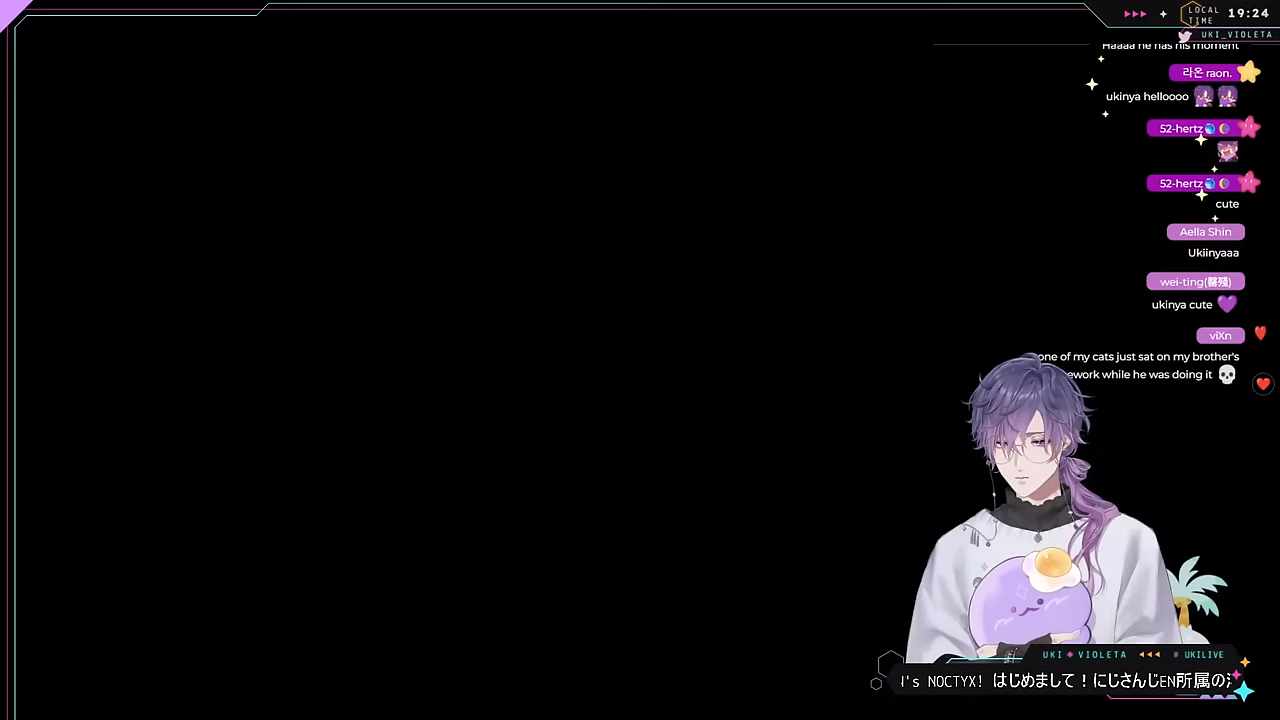 LOCAL
TIME
19:24
UKI_VIOLETA
Haaaa he has his moment
라온 raon.
ukinya helloooo
52-hertz
52-hertz
cute
Aella Shin
Ukiinyaaa
wei-ting
ukinya cute
viXn
one of my cats just sat on my brother's
ework while he was doing it
UKI VIOLETA
UKILIVE
's NOCTYX! はじめまして！にじさんじEN所属の